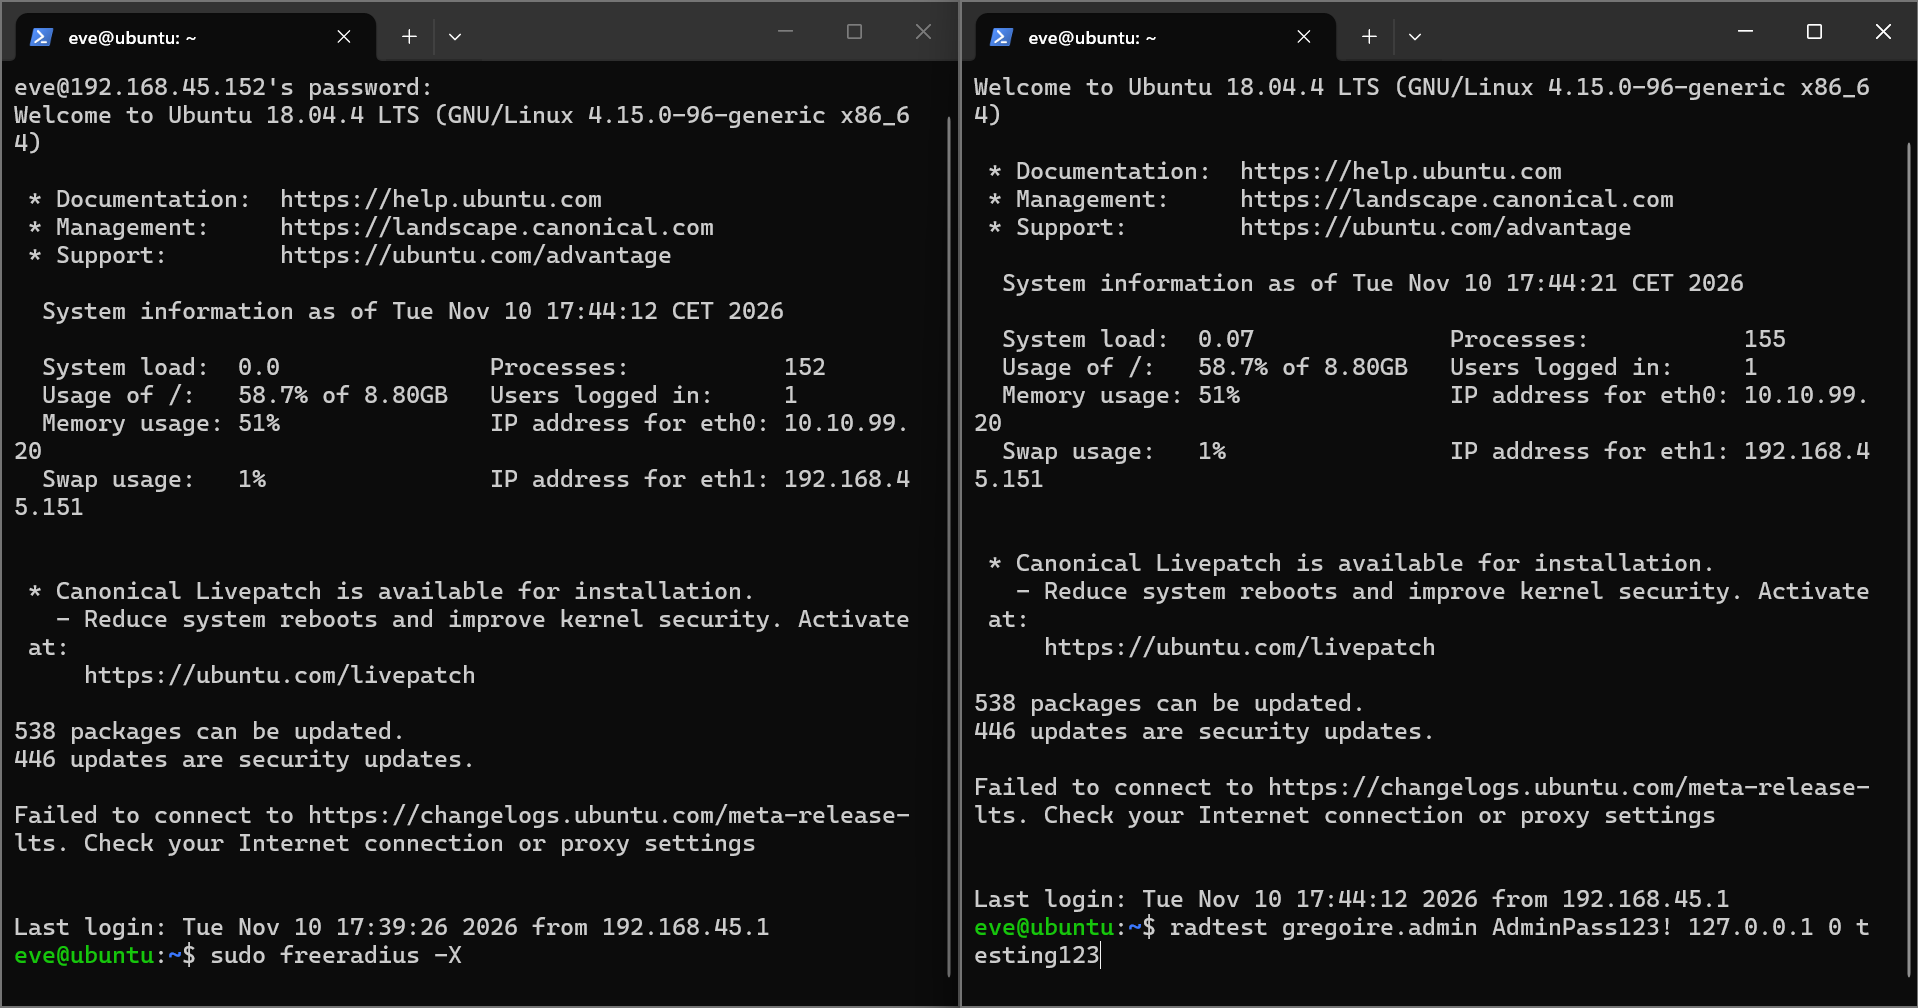 eve@ubuntu: ~
eve@192.168.45.152's password:
Welcome to Ubuntu 18.04.4 LTS (GNU/Linux 4.15.0-96-generic x86_6
4)
 * Documentation:  https://help.ubuntu.com
 * Management:     https://landscape.canonical.com
 * Support:        https://ubuntu.com/advantage
  System information as of Tue Nov 10 17:44:12 CET 2026
  System load:  0.0               Processes:           152
  Usage of /:   58.7% of 8.80GB   Users logged in:     1
  Memory usage: 51%               IP address for eth0: 10.10.99.
20
  Swap usage:   1%                IP address for eth1: 192.168.4
5.151
 * Canonical Livepatch is available for installation.
   - Reduce system reboots and improve kernel security. Activate
 at:
     https://ubuntu.com/livepatch
538 packages can be updated.
446 updates are security updates.
Failed to connect to https://changelogs.ubuntu.com/meta-release-
lts. Check your Internet connection or proxy settings
Last login: Tue Nov 10 17:39:26 2026 from 192.168.45.1
eve@ubuntu:~$ sudo freeradius -X
eve@ubuntu: ~
Welcome to Ubuntu 18.04.4 LTS (GNU/Linux 4.15.0-96-generic x86_6
4)
 * Documentation:  https://help.ubuntu.com
 * Management:     https://landscape.canonical.com
 * Support:        https://ubuntu.com/advantage
  System information as of Tue Nov 10 17:44:21 CET 2026
  System load:  0.07              Processes:           155
  Usage of /:   58.7% of 8.80GB   Users logged in:     1
  Memory usage: 51%               IP address for eth0: 10.10.99.
20
  Swap usage:   1%                IP address for eth1: 192.168.4
5.151
 * Canonical Livepatch is available for installation.
   - Reduce system reboots and improve kernel security. Activate
 at:
     https://ubuntu.com/livepatch
538 packages can be updated.
446 updates are security updates.
Failed to connect to https://changelogs.ubuntu.com/meta-release-
lts. Check your Internet connection or proxy settings
Last login: Tue Nov 10 17:44:12 2026 from 192.168.45.1
eve@ubuntu:~$ radtest gregoire.admin AdminPass123! 127.0.0.1 0 t
esting123